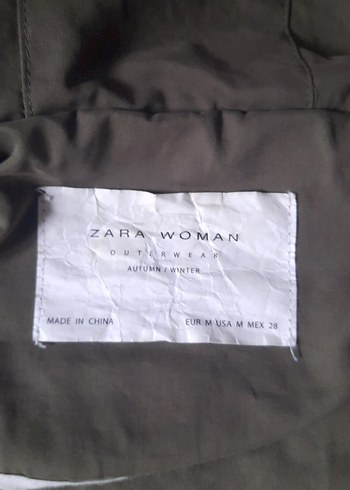 ZARA WOMAN
OUTERWEAR
AUTUMN / WINTER
MADE IN CHINA EUR M USA M MEX 28